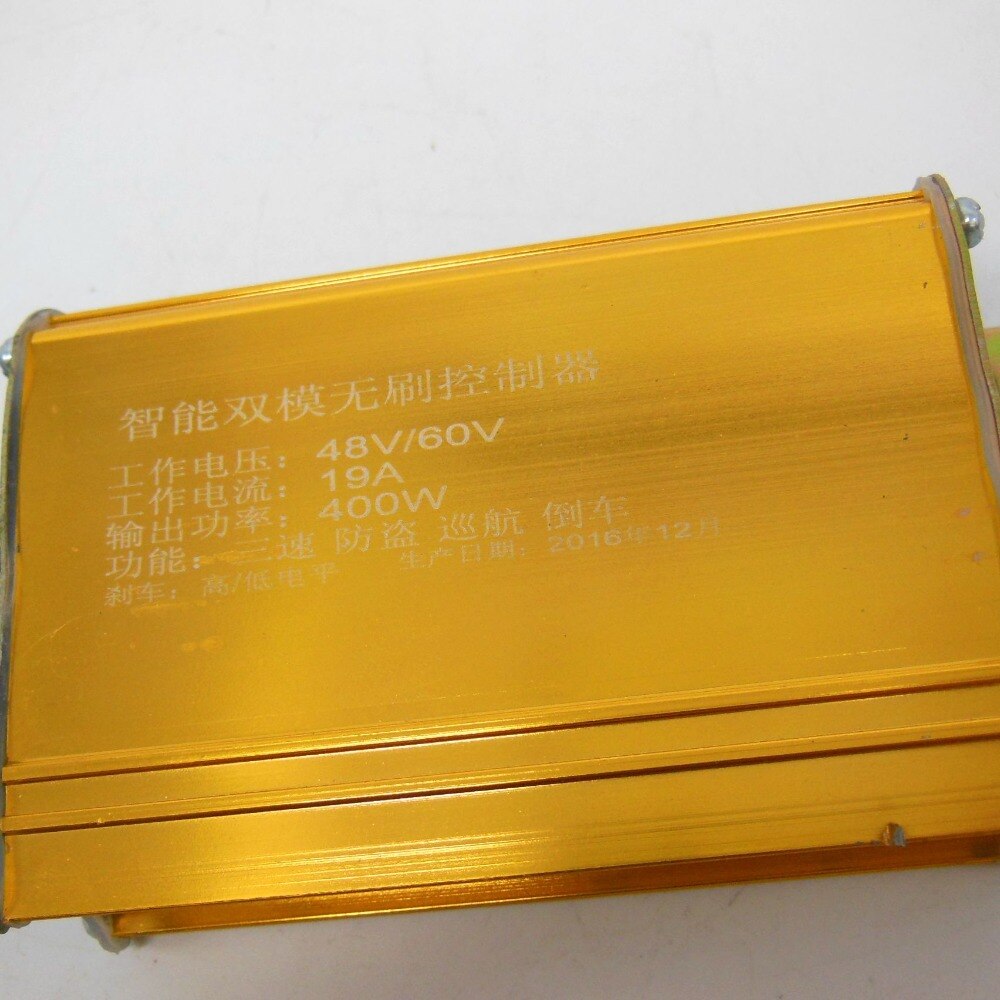 智能双模无刷控制器
工作电压：48V/60V
工作电流：19A
输出功率：400W
功能：三速 防盗 巡航 倒车
刹车：高/低电平 生产日期：2016年12月